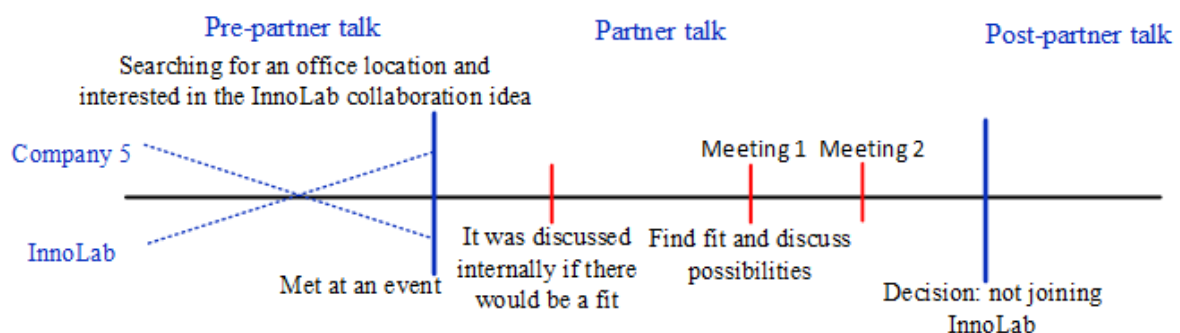 Pre-partner talk
Partner talk
Post-partner talk
Searching for an office location and
interested in the InnoLab collaboration idea
Company 5
InnoLab
Meeting 1
Meeting 2
Met at an event
It was discussed
internally if there
would be a fit
Find fit and discuss
possibilities
Decision: not joining
InnoLab